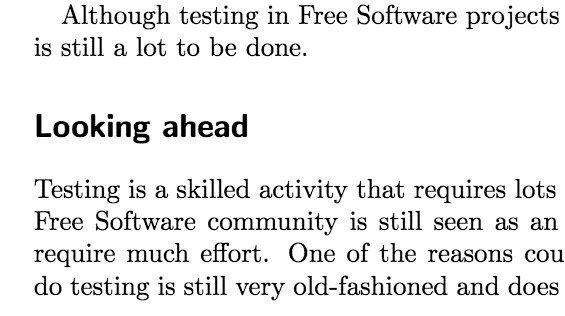 Although testing in Free Software projects
is still a lot to be done.
Looking ahead
Testing is a skilled activity that requires lots
Free Software community is still seen as an
require much effort. One of the reasons cou
do testing is still very old-fashioned and does